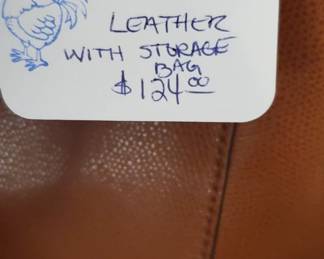 LEATHER
WITH STORAGE
BAG
$124.00